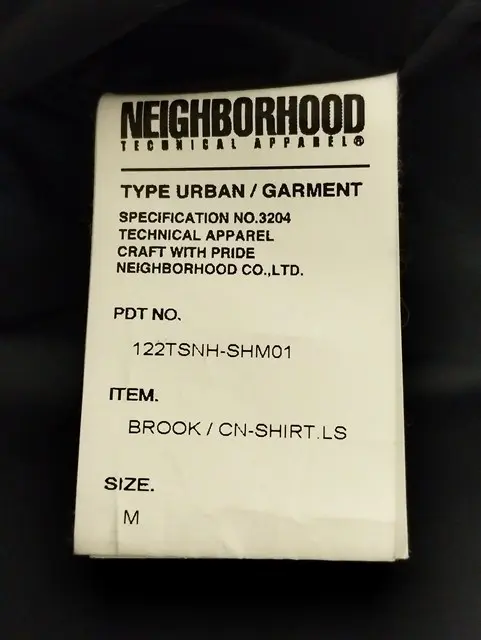 NEIGHBORHOOD
TECHNICAL APPAREL®
TYPE URBAN / GARMENT
SPECIFICATION NO.3204
TECHNICAL APPAREL
CRAFT WITH PRIDE
NEIGHBORHOOD CO.,LTD.
PDT NO.
122TSNH-SHM01
ITEM.
BROOK / CN-SHIRT.LS
SIZE.
M